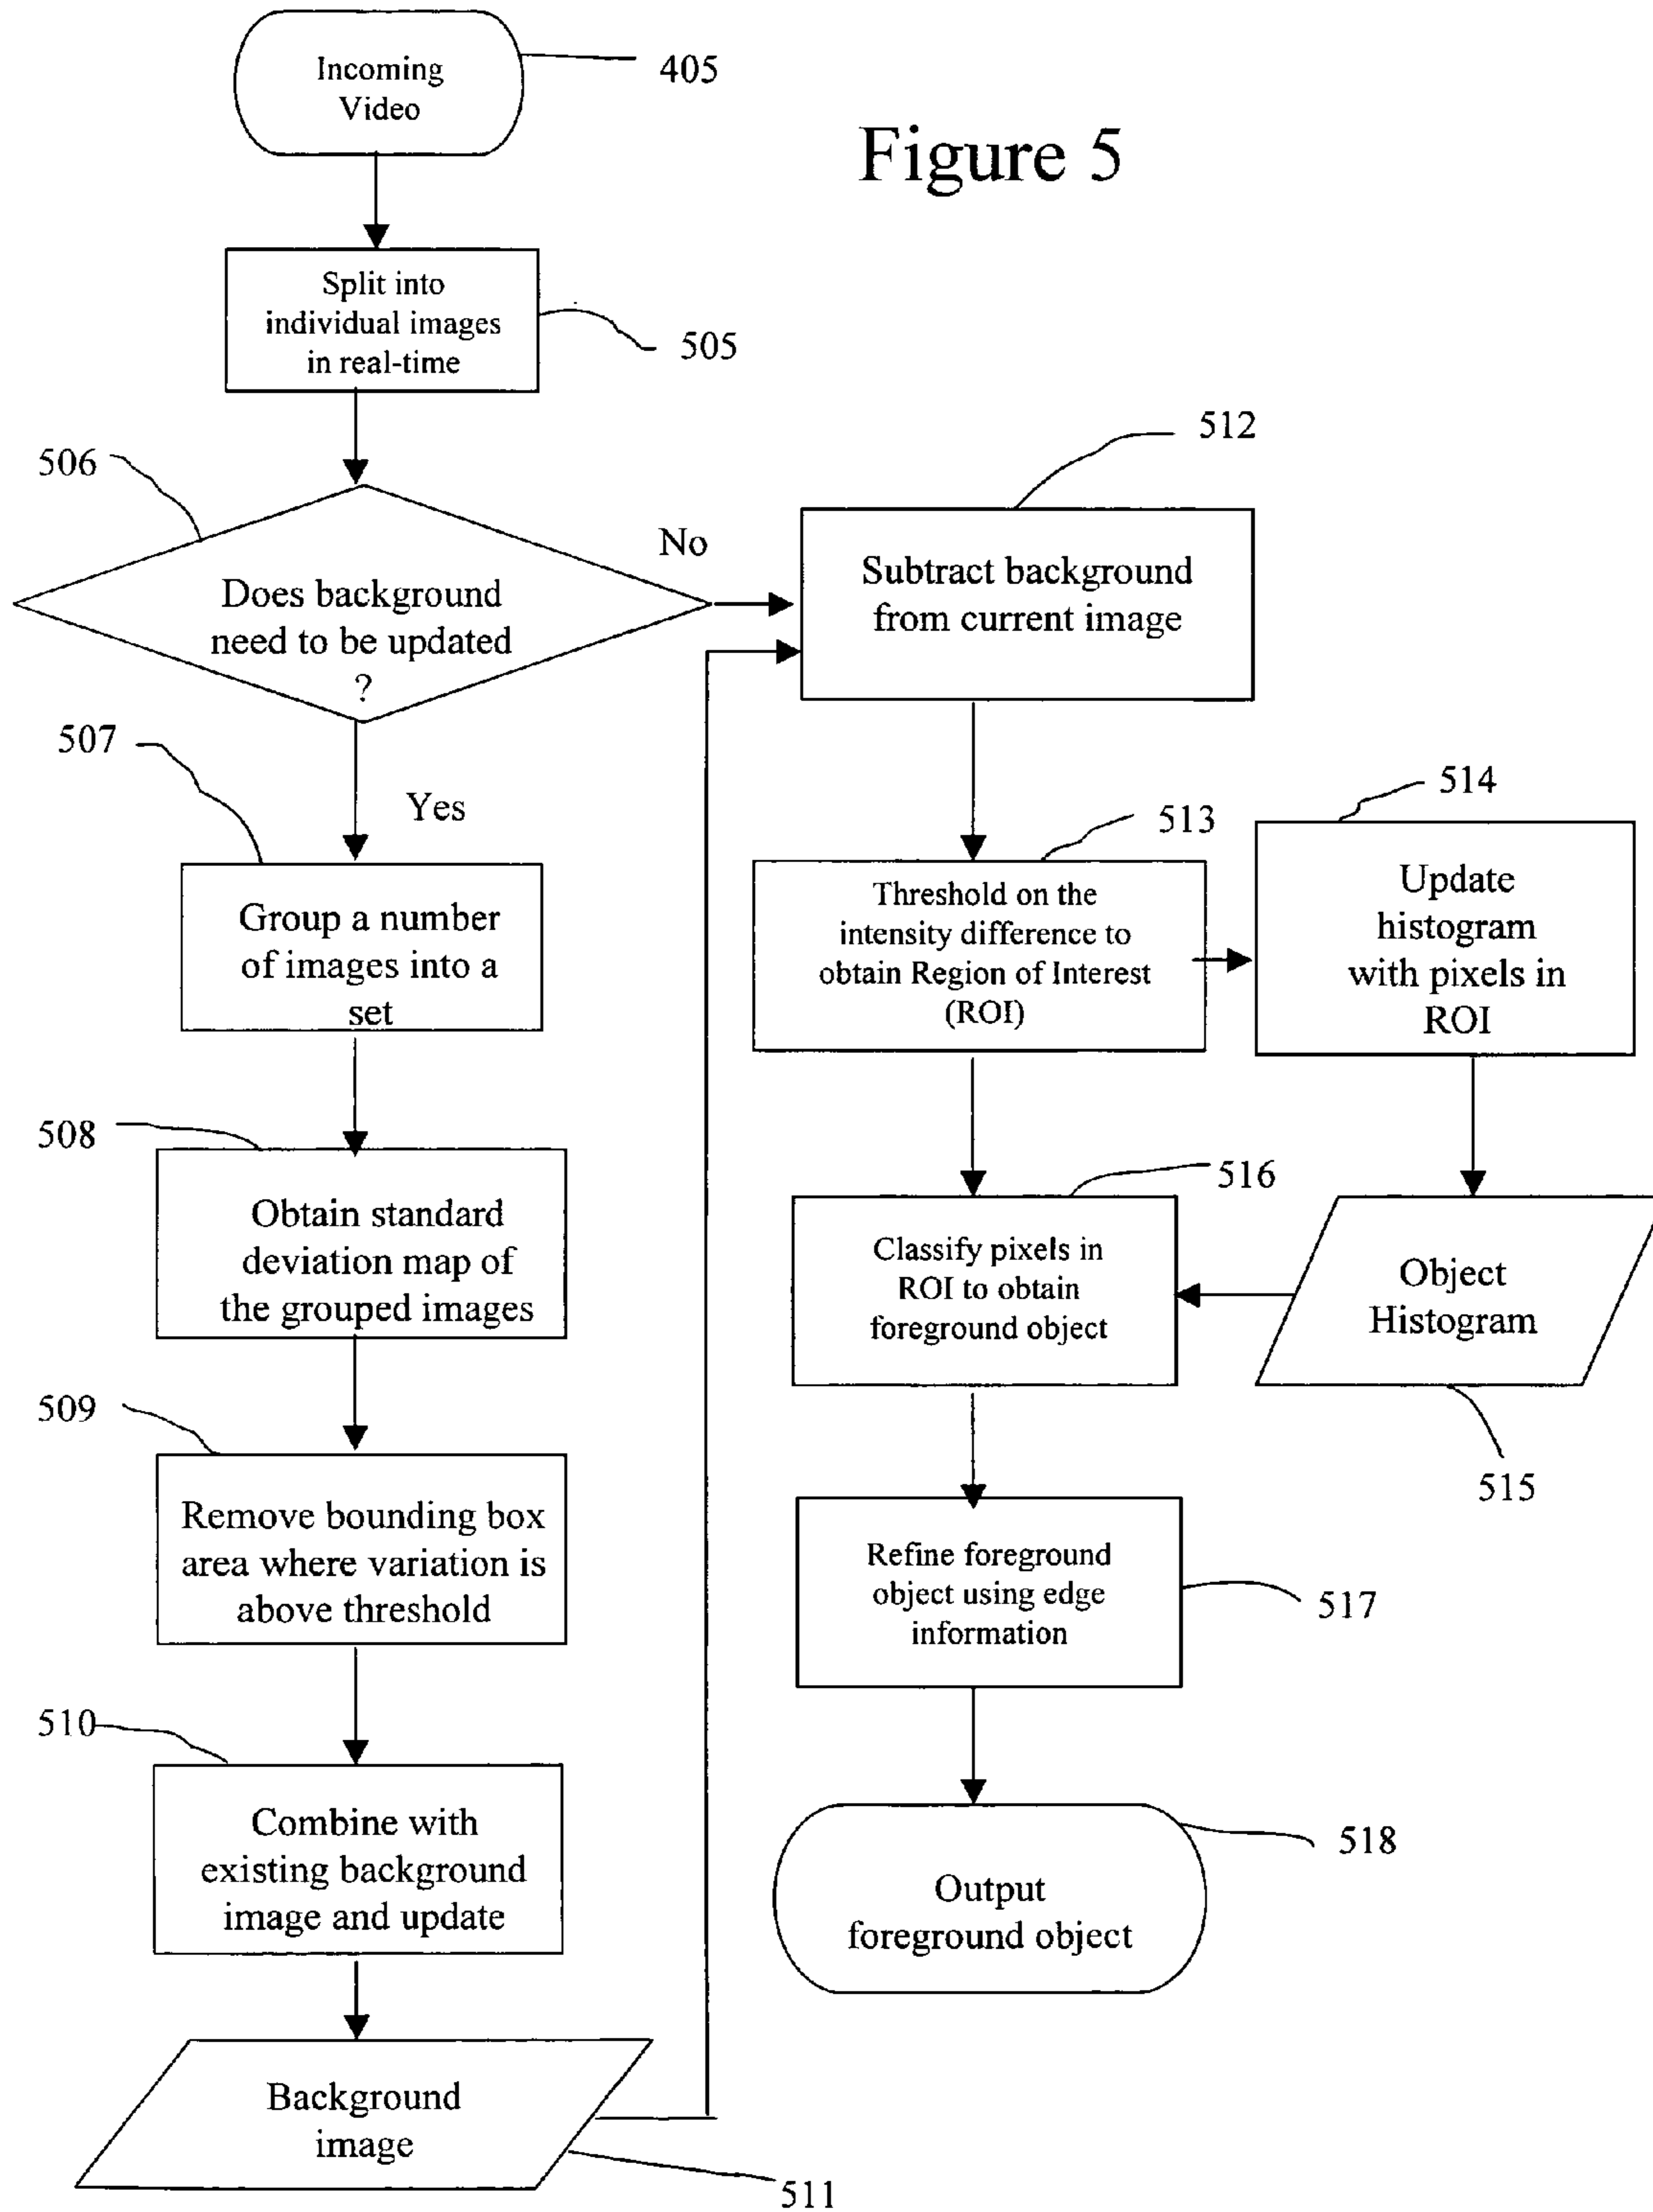 Incoming
Video
405
Figure 5
Split into
individual images
in real-time
505
506
Does background
need to be updated
?
No
Yes
512
Subtract background
from current image
507
Group a number
of images into a
set
513
Threshold on the
intensity difference to
obtain Region of Interest
(ROI)
514
Update
histogram
with pixels in
ROI
508
Obtain standard
deviation map of
the grouped images
516
Classify pixels in
ROI to obtain
foreground object
Object
Histogram
515
509
Remove bounding box
area where variation is
above threshold
Refine foreground
object using edge
information
517
510
Combine with
existing background
image and update
518
Output
foreground object
Background
image
511